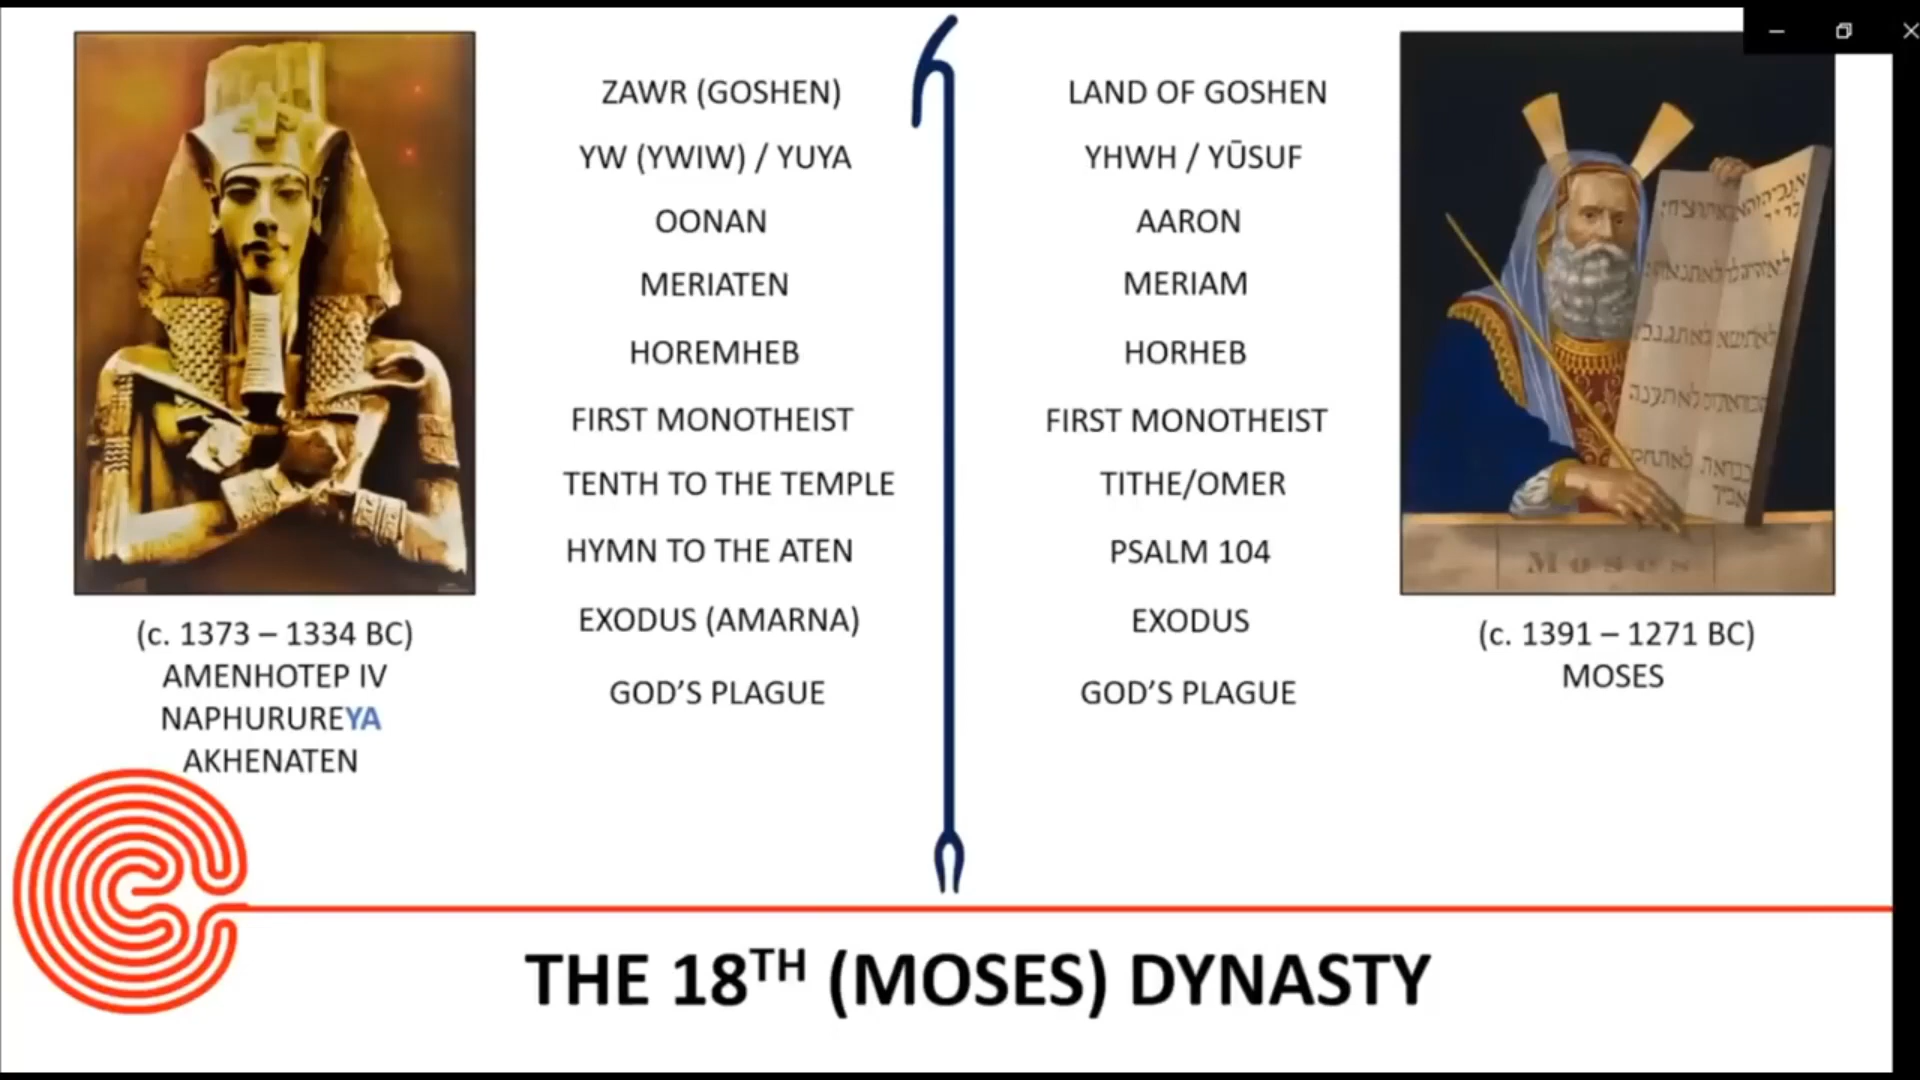 ZAWR (GOSHEN)
YW (YWIW) / YUYA
OONAN
MERIATEN
HOREMHEB
FIRST MONOTHEIST
TENTH TO THE TEMPLE
HYMN TO THE ATEN
EXODUS (AMARNA)
GOD'S PLAGUE
LAND OF GOSHEN
YHWH / YŪSUF
AARON
MERIAM
HORHEB
FIRST MONOTHEIST
TITHE/OMER
PSALM 104
EXODUS
GOD'S PLAGUE
Moses
(c. 1373 – 1334 BC)
AMENHOTEP IV
NAPHURUREYA
AKHENATEN
(c. 1391 – 1271 BC)
MOSES
THE 18TH (MOSES) DYNASTY